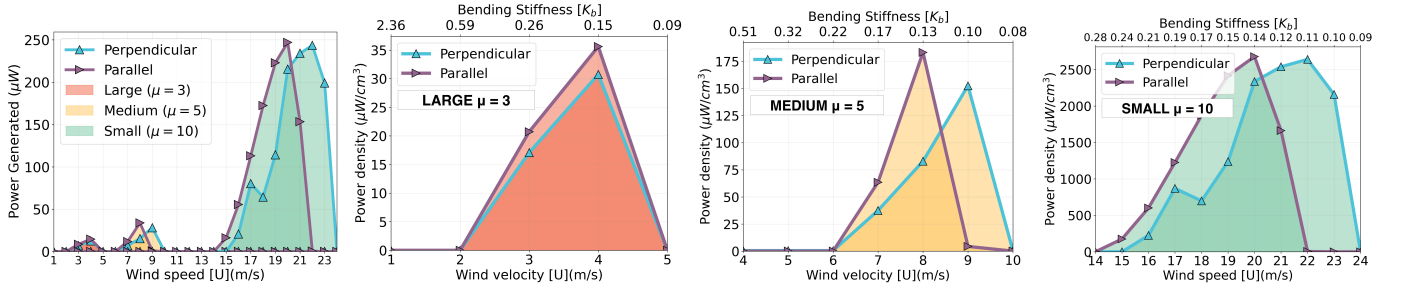 Power Generated (μW)
250
200
150
100
50
0
Perpendicular
Parallel
Large (μ = 3)
Medium (μ = 5)
Small (μ = 10)
1 3 5 7 9 11 13 15 17 19 21 23
Wind speed [U](m/s)
Bending Stiffness [K_b]
2.36 0.59 0.26 0.15 0.09
Power density (μW/cm³)
35
30
25
20
15
10
5
0
Perpendicular
Parallel
LARGE μ = 3
1 2 3 4 5
Wind velocity [U](m/s)
Bending Stiffness [K_b]
0.51 0.32 0.22 0.17 0.13 0.10 0.08
Power density (μW/cm³)
175
150
125
100
75
50
25
0
Perpendicular
Parallel
MEDIUM μ = 5
4 5 6 7 8 9 10
Wind velocity [U](m/s)
Bending Stiffness [K_b]
0.28 0.24 0.21 0.19 0.17 0.15 0.14 0.12 0.11 0.10 0.09
Power density (μW/cm³)
2500
2000
1500
1000
500
0
Perpendicular
Parallel
SMALL μ = 10
14 15 16 17 18 19 20 21 22 23 24
Wind speed [U](m/s)